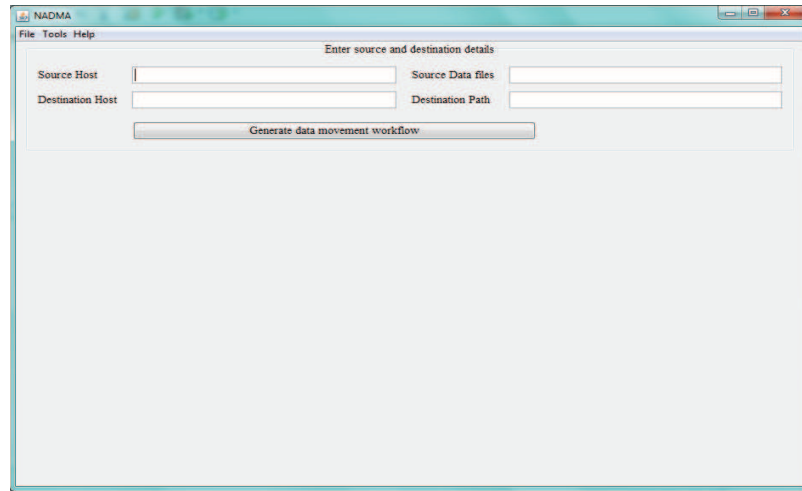 NADMA
File Tools Help
Enter source and destination details
Source Host Source Data files
Destination Host Destination Path
Generate data movement workflow